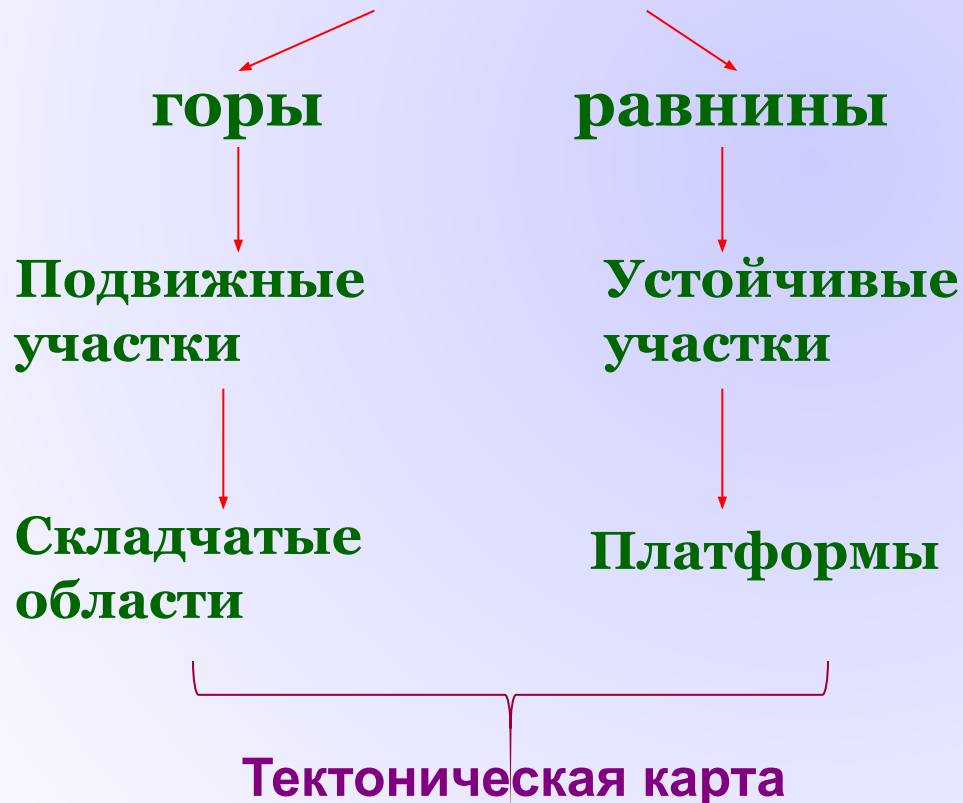 горы
равнины
Подвижные
участки
Устойчивые
участки
Складчатые
области
Платформы
Тектоническая карта